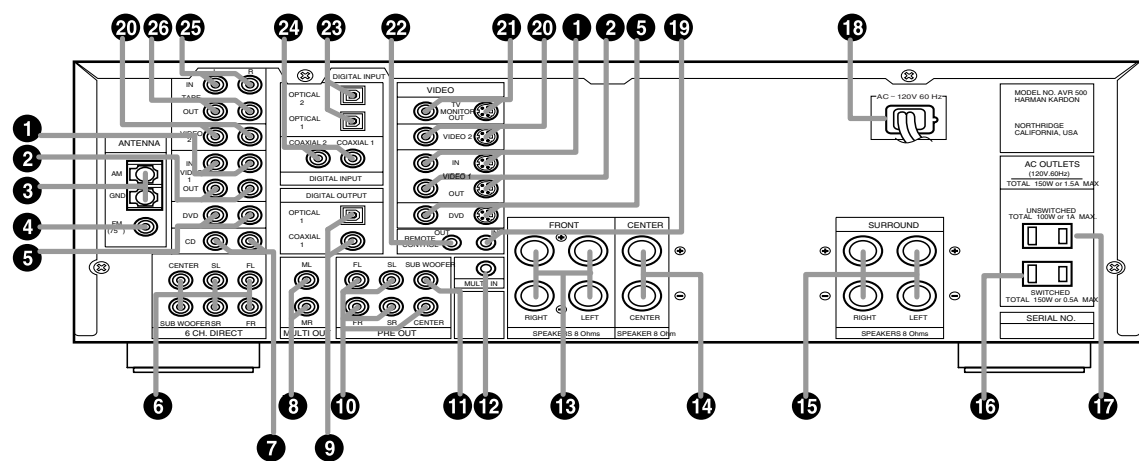 20 26 25 24 23 22 21 20 1 2 5 19 18
L R
IN
TAPE
OUT
VIDEO 2
IN
VIDEO 1
OUT
DVD
CD
1
2
3
4
5
ANTENNA
AM
GND
FM
(75 )
DIGITAL INPUT
OPTICAL 2
OPTICAL 1
COAXIAL 2 COAXIAL 1
DIGITAL INPUT
DIGITAL OUTPUT
OPTICAL 1
COAXIAL 1
VIDEO
TV MONITOR OUT
VIDEO 2
IN
VIDEO 1
OUT
DVD
OUT IN
REMOTE CONTROL
MULTI IN
CENTER SL FL
SUB WOOFER SR FR
6 CH. DIRECT
ML
MR
MULTI OUT
FL SL SUB WOOFER
FR SR CENTER
PRE OUT
FRONT
+
−
RIGHT LEFT
SPEAKERS 8 Ohms
CENTER
+
−
CENTER
SPEAKER 8 Ohm
SURROUND
+ +
− −
RIGHT LEFT
SPEAKERS 8 Ohms
AC ~ 120V 60 Hz
MODEL NO. AVR 500
HARMAN KARDON
NORTHRIDGE
CALIFORNIA, USA
AC OUTLETS
(120V.60Hz)
TOTAL 150W or 1.5A MAX
UNSWITCHED
TOTAL 100W or 1A MAX.
SWITCHED
TOTAL 150W or 0.5A MAX
SERIAL NO.
6 7 8 9 10 11 12 13 14 15 16 17